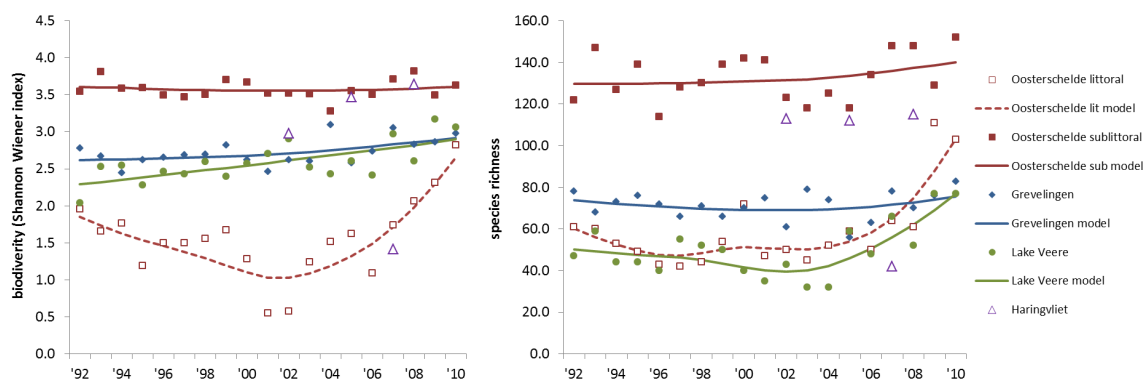 biodiverity (Shannon Wiener index)
4.5
4.0
3.5
3.0
2.5
2.0
1.5
1.0
0.5
0.0
'92 '94 '96 '98 '00 '02 '04 '06 '08 '10
species richness
160.0
140.0
120.0
100.0
80.0
60.0
40.0
20.0
0.0
'92 '94 '96 '98 '00 '02 '04 '06 '08 '10
Oosterschelde littoral
Oosterschelde lit model
Oosterschelde sublittoral
Oosterschelde sub model
Grevelingen
Grevelingen model
Lake Veere
Lake Veere model
Haringvliet